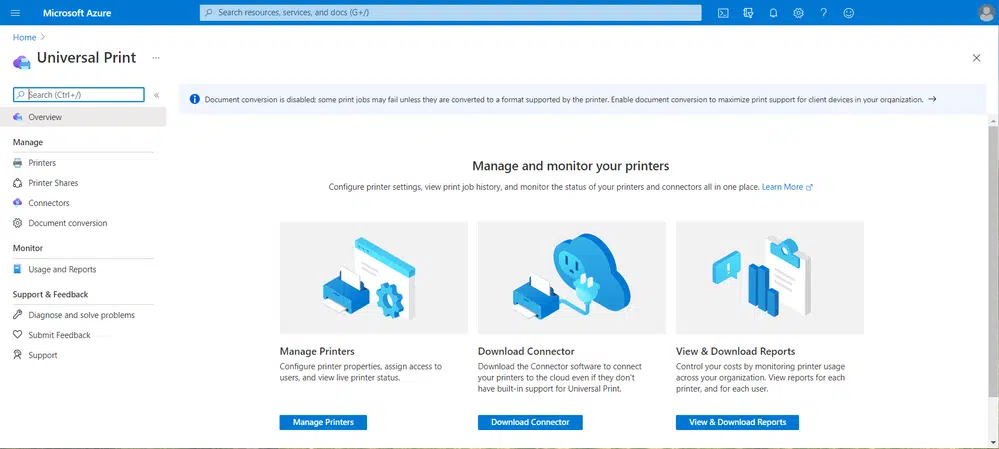 Microsoft Azure
Search resources, services, and docs (G+/)
Home >
Universal Print ...
Search (Ctrl+/) «
Document conversion is disabled; some print jobs may fail unless they are converted to a format supported by the printer. Enable document conversion to maximize print support for client devices in your organization. →
Overview
Manage
Printers
Printer Shares
Connectors
Document conversion
Monitor
Usage and Reports
Support & Feedback
Diagnose and solve problems
Submit Feedback
Support
Manage and monitor your printers
Configure printer settings, view print job history, and monitor the status of your printers and connectors all in one place. Learn More
Manage Printers
Configure printer properties, assign access to
users, and view live printer status.
Manage Printers
Download Connector
Download the Connector software to connect
your printers to the cloud even if they don't
have built-in support for Universal Print.
Download Connector
View & Download Reports
Control your costs by monitoring printer usage
across your organization. View reports for each
printer, and for each user.
View & Download Reports